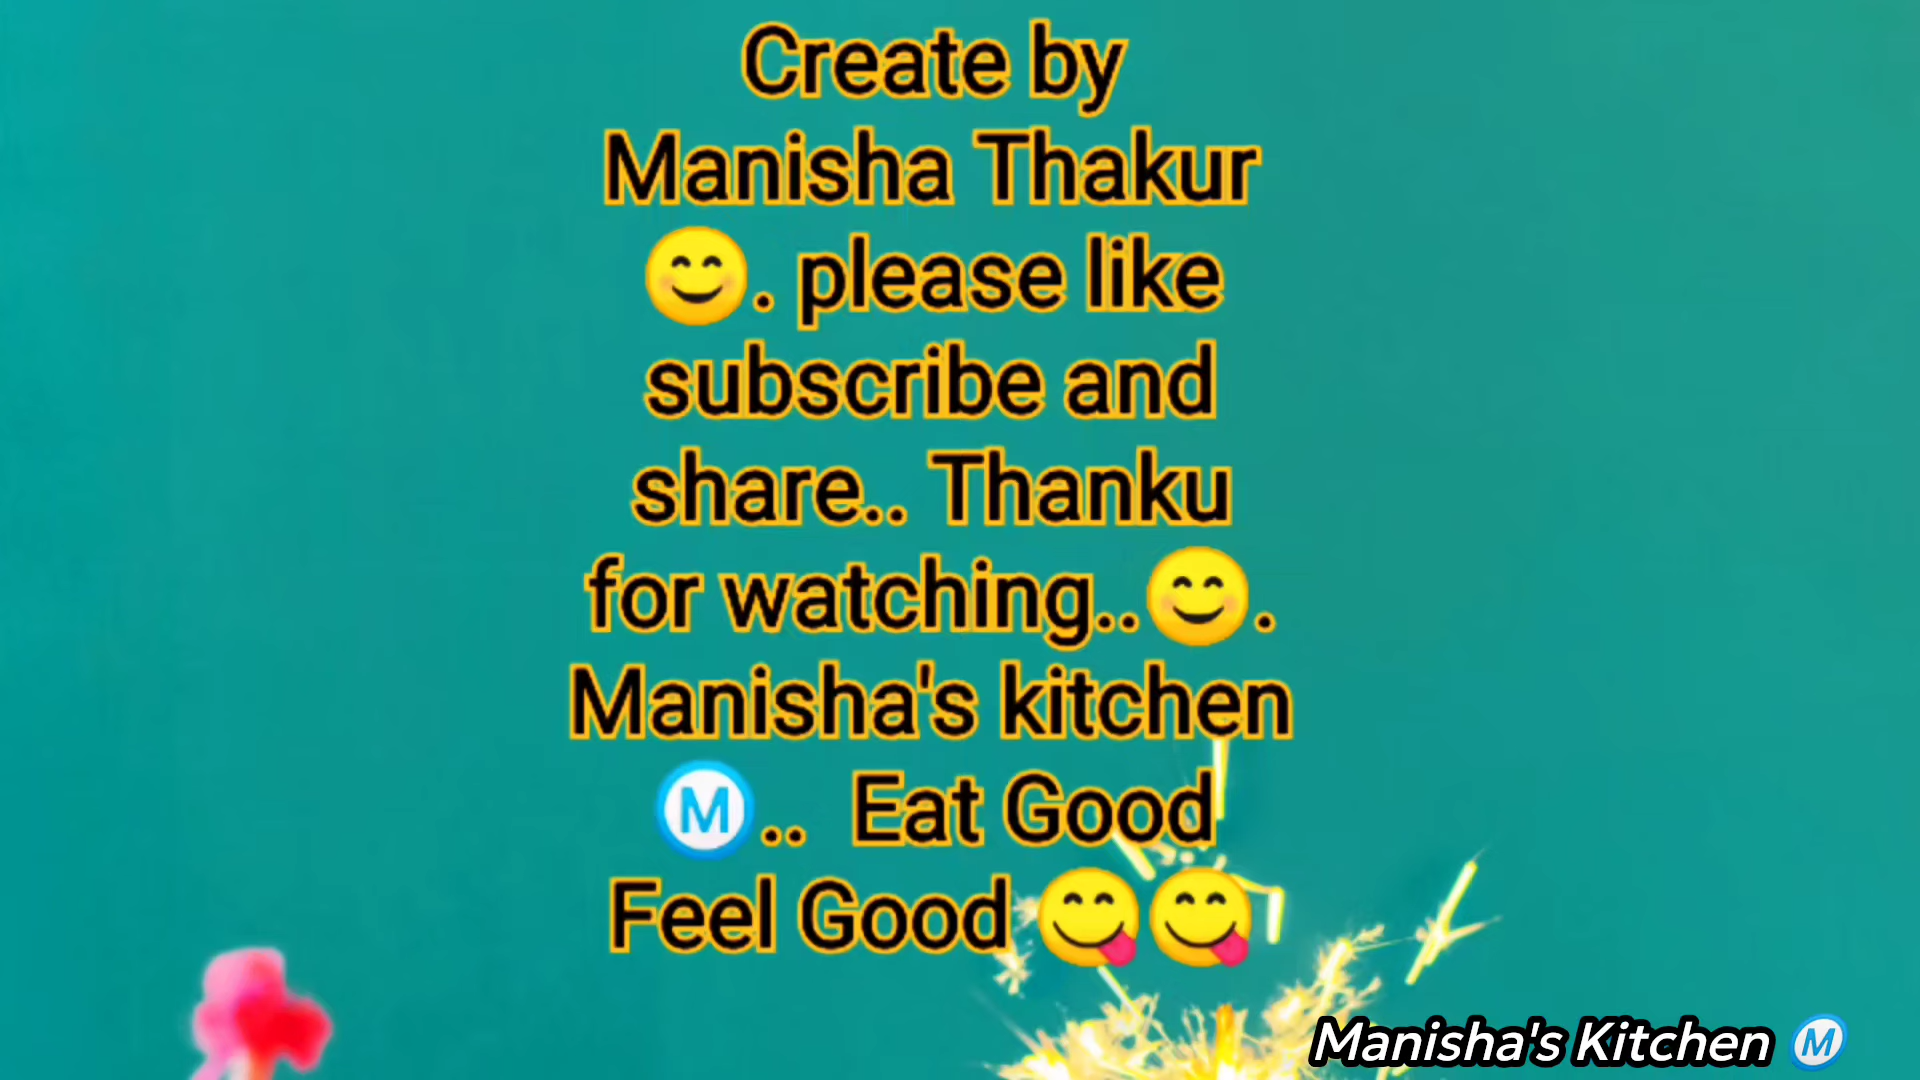 Create by
Manisha Thakur
😊. please like
subscribe and
share.. Thanku
for watching..😊.
Manisha's kitchen
Ⓜ️..  Eat Good
Feel Good 😋😋
Manisha's Kitchen Ⓜ️